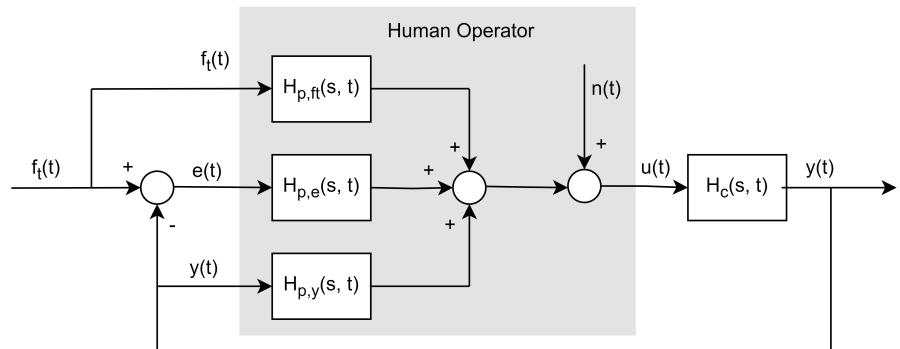 Human Operator
f_t(t)
H_p,ft(s, t)
n(t)
+
+
f_t(t)
+
e(t)
H_p,e(s, t)
+
u(t)
H_c(s, t)
y(t)
-
+
y(t)
H_p,y(s, t)